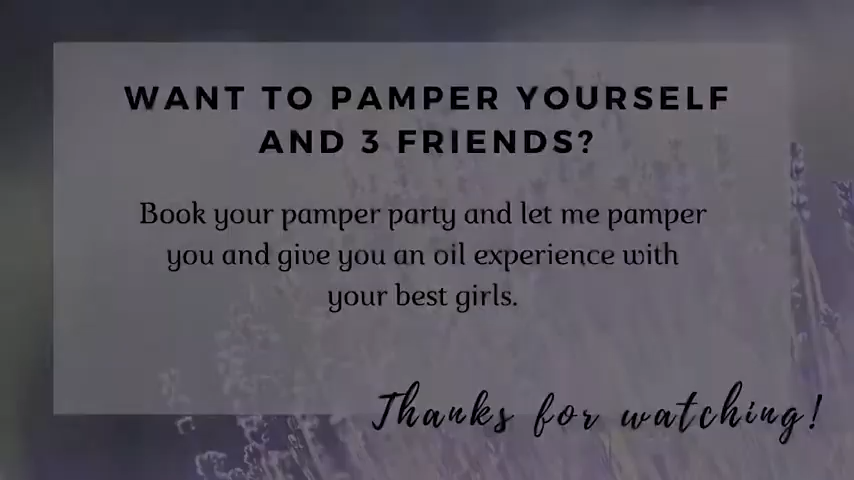 WANT TO PAMPER YOURSELF
AND 3 FRIENDS?
Book your pamper party and let me pamper
you and give you an oil experience with
your best girls.
Thanks for watching!